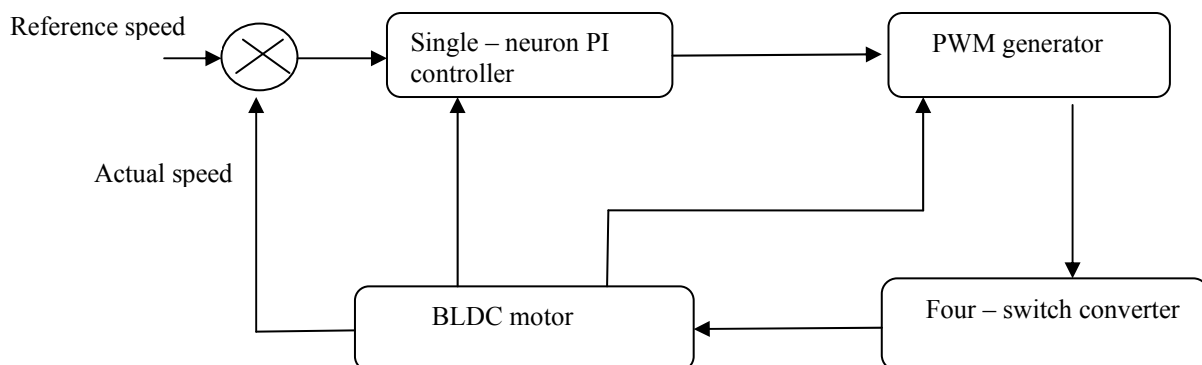 Reference speed
Single – neuron PI
controller
PWM generator
Actual speed
BLDC motor
Four – switch converter